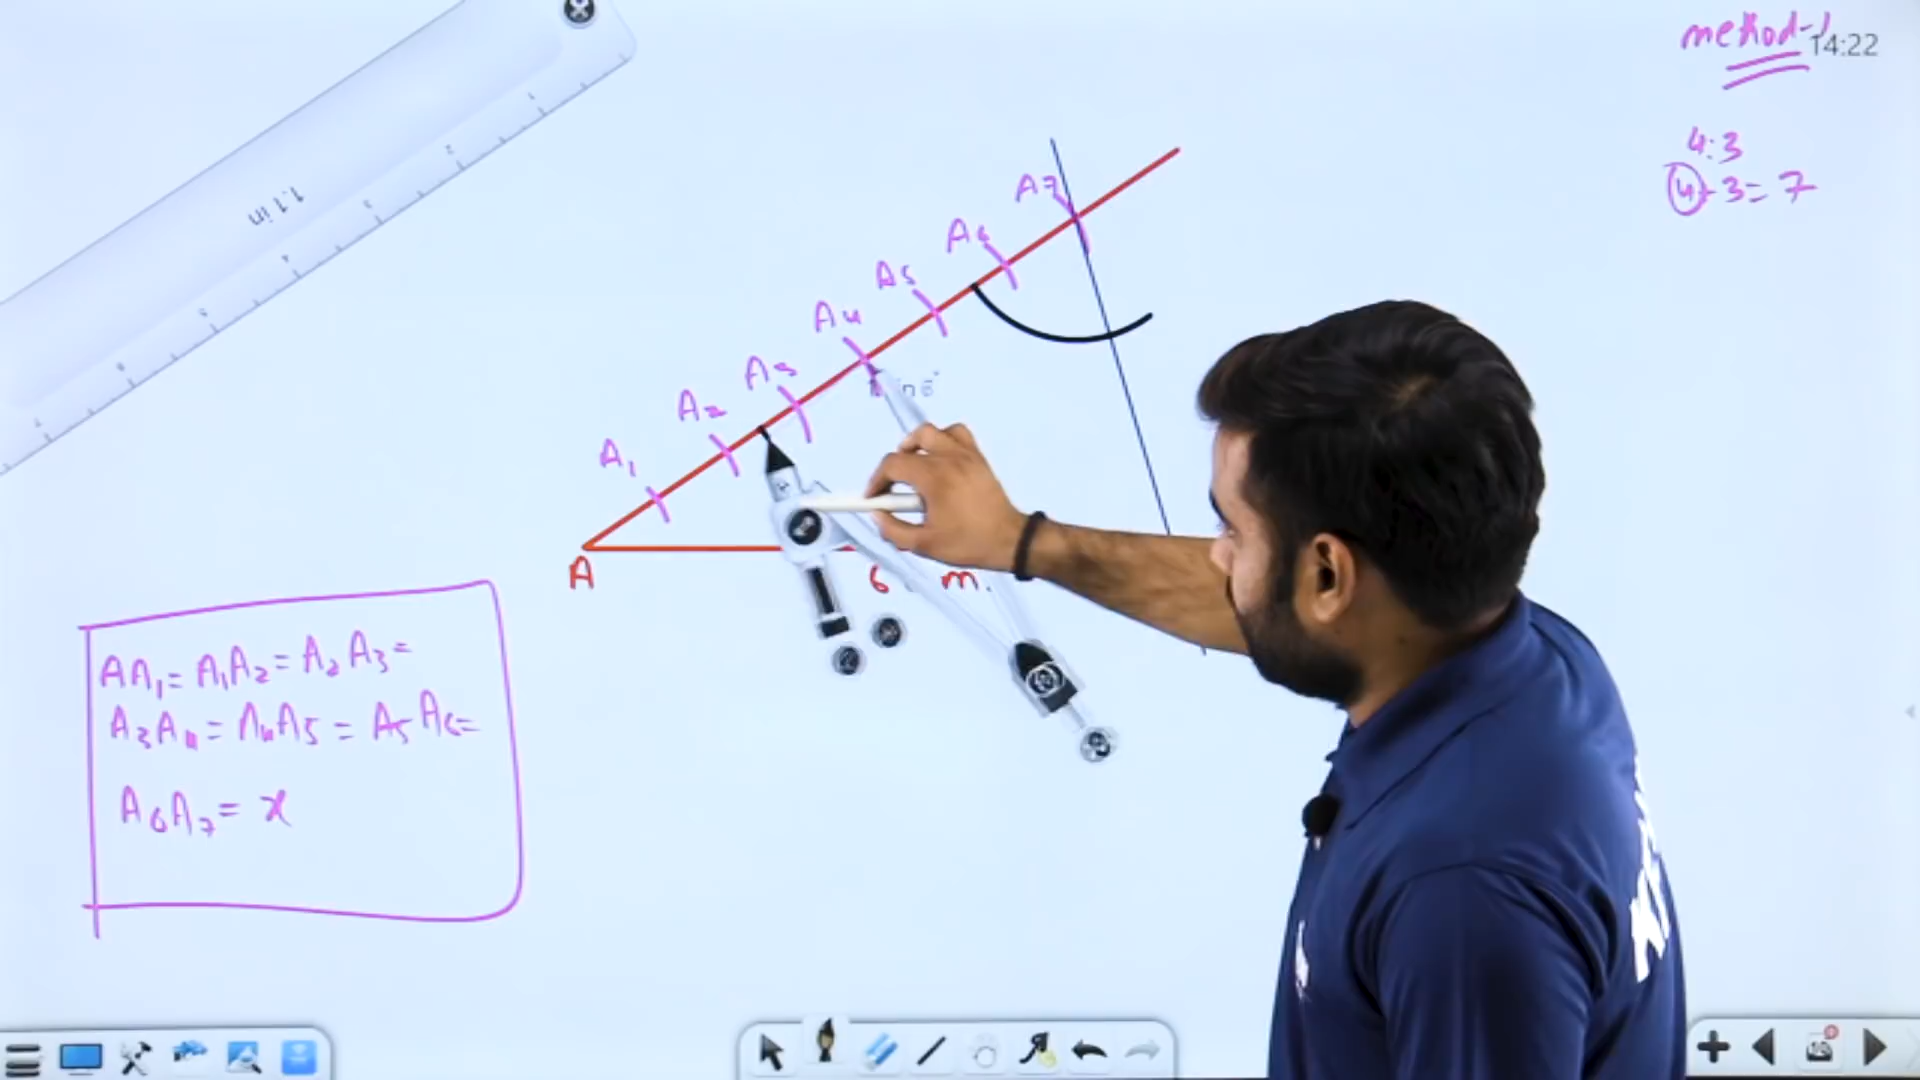 method-1
14:22
4:3
4+3=7
1.1 in
A7
A6
A5
A4
A3
A2
A1
A
6 m.
AA1 = A1A2 = A2A3 =
A3A4 = A4A5 = A5A6 =
A6A7 = x